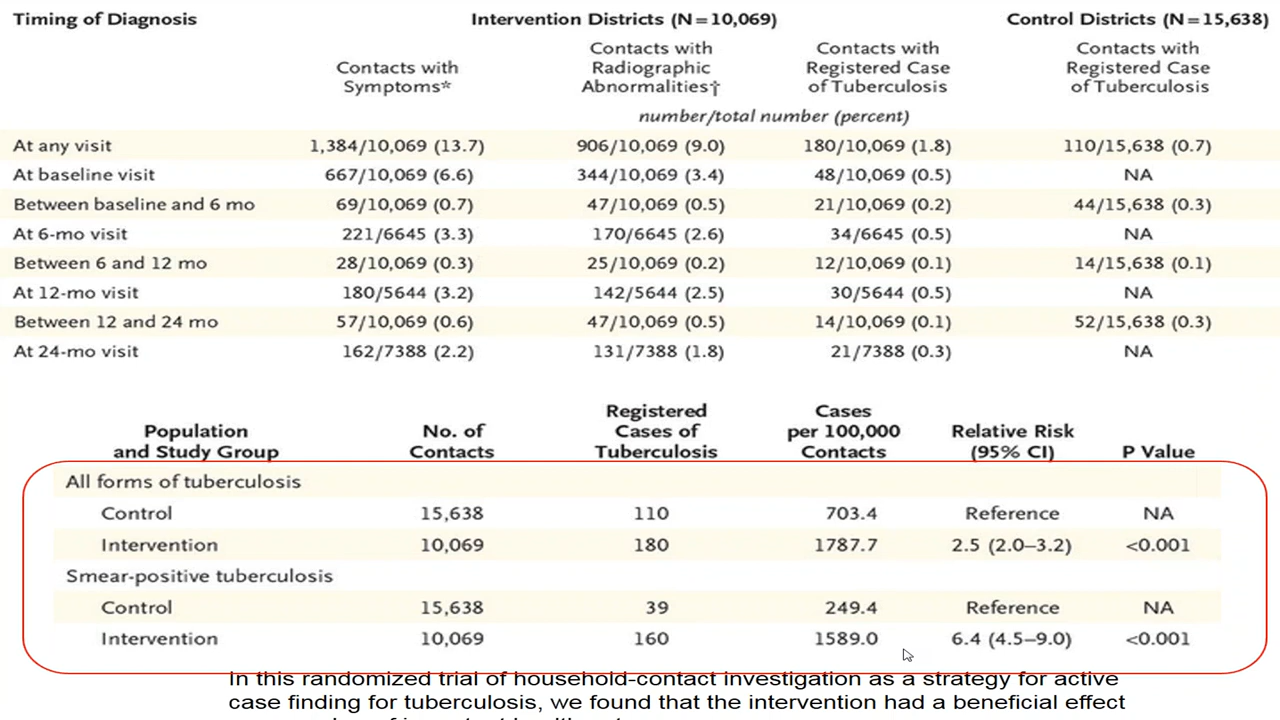 Timing of Diagnosis Intervention Districts (N=10,069) Control Districts (N=15,638)
Contacts with Symptoms* Contacts with Radiographic Abnormalities† Contacts with Registered Case of Tuberculosis Contacts with Registered Case of Tuberculosis
number/total number (percent)
At any visit 1,384/10,069 (13.7) 906/10,069 (9.0) 180/10,069 (1.8) 110/15,638 (0.7)
At baseline visit 667/10,069 (6.6) 344/10,069 (3.4) 48/10,069 (0.5) NA
Between baseline and 6 mo 69/10,069 (0.7) 47/10,069 (0.5) 21/10,069 (0.2) 44/15,638 (0.3)
At 6-mo visit 221/6645 (3.3) 170/6645 (2.6) 34/6645 (0.5) NA
Between 6 and 12 mo 28/10,069 (0.3) 25/10,069 (0.2) 12/10,069 (0.1) 14/15,638 (0.1)
At 12-mo visit 180/5644 (3.2) 142/5644 (2.5) 30/5644 (0.5) NA
Between 12 and 24 mo 57/10,069 (0.6) 47/10,069 (0.5) 14/10,069 (0.1) 52/15,638 (0.3)
At 24-mo visit 162/7388 (2.2) 131/7388 (1.8) 21/7388 (0.3) NA
Population and Study Group No. of Contacts Registered Cases of Tuberculosis Cases per 100,000 Contacts Relative Risk (95% CI) P Value
All forms of tuberculosis
Control 15,638 110 703.4 Reference NA
Intervention 10,069 180 1787.7 2.5 (2.0–3.2) <0.001
Smear-positive tuberculosis
Control 15,638 39 249.4 Reference NA
Intervention 10,069 160 1589.0 6.4 (4.5–9.0) <0.001
In this randomized trial of household-contact investigation as a strategy for active
case finding for tuberculosis, we found that the intervention had a beneficial effect